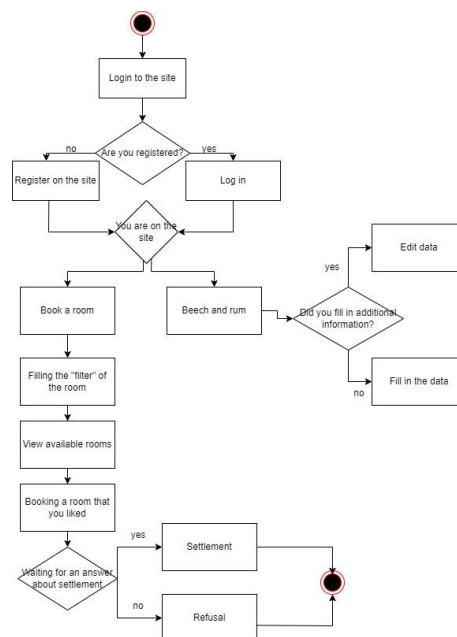 Login to the site
no
Are you registered?
yes
Register on the site
Log in
You are on the
site
Edit data
yes
Book a room
Beech and rum
Did you fill in additional
information?
Filling the "filter" of
the room
no
Fill in the data
View available rooms
Booking a room that
you liked
yes
Settlement
Waiting for an answer
about settlement
no
Refusal